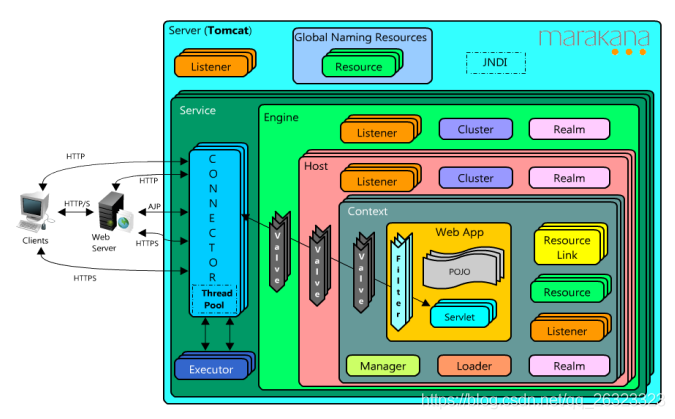 Server (Tomcat)
Global Naming Resources
marakana
Listener
Resource
JNDI
Service
Engine
Listener
Cluster
Realm
Host
Listener
Cluster
Realm
Context
Web App
POJO
Servlet
Resource
Link
Resource
Listener
Manager
Loader
Realm
CONNECTOR
Thread
Pool
Executor
Valve
Valve
Valve
Filter
HTTP
HTTP
HTTP/S
AJP
HTTPS
HTTPS
Clients
Web
Server
https://blog.csdn.net/qq_26323323